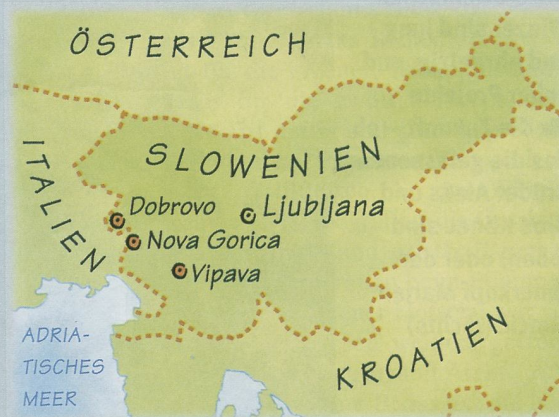 ÖSTERREICH
SLOWENIEN
ITALIEN
Dobrovo
Ljubljana
Nova Gorica
Vipava
ADRIA-
TISCHES
MEER
KROATIEN